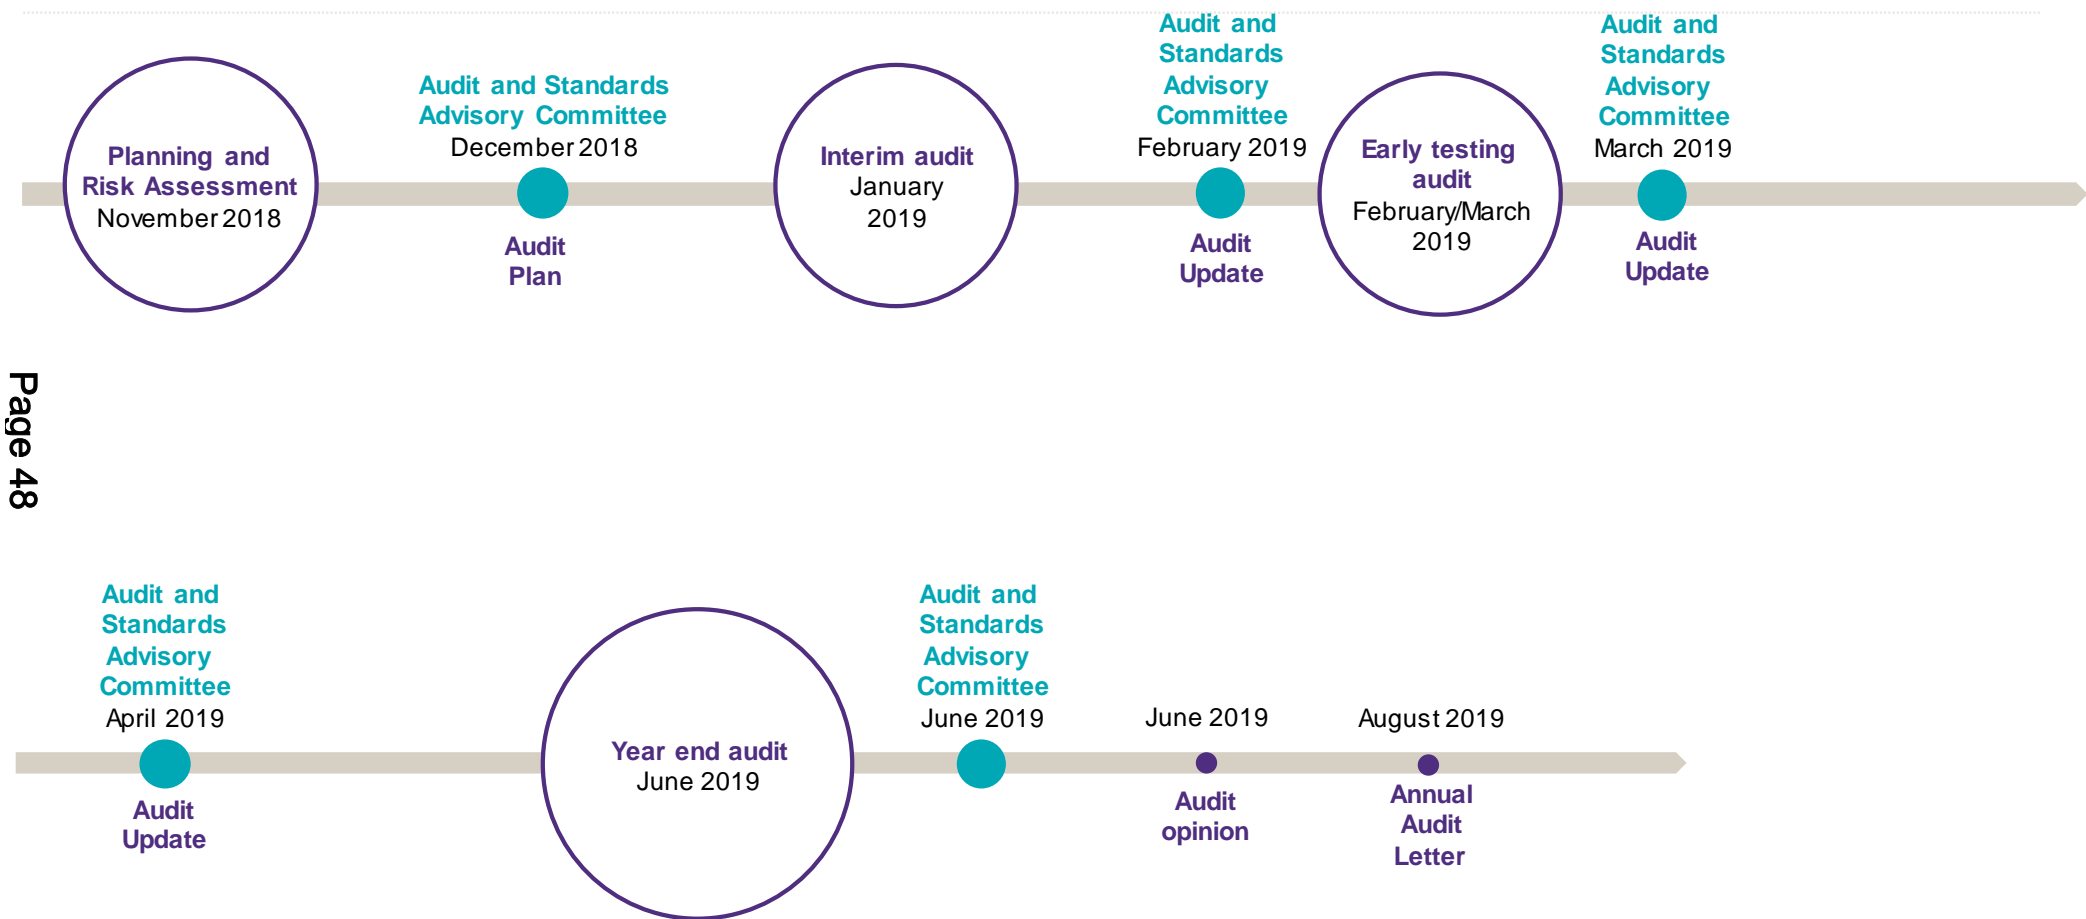 Planning and
Risk Assessment
November 2018
Audit and Standards
Advisory Committee
December 2018
Audit
Plan
Interim audit
January
2019
Audit and
Standards
Advisory
Committee
February 2019
Audit
Update
Early testing
audit
February/March
2019
Audit and
Standards
Advisory
Committee
March 2019
Audit
Update
Page 48
Audit and
Standards
Advisory
Committee
April 2019
Audit
Update
Year end audit
June 2019
Audit and
Standards
Advisory
Committee
June 2019
June 2019
Audit
opinion
August 2019
Annual
Audit
Letter